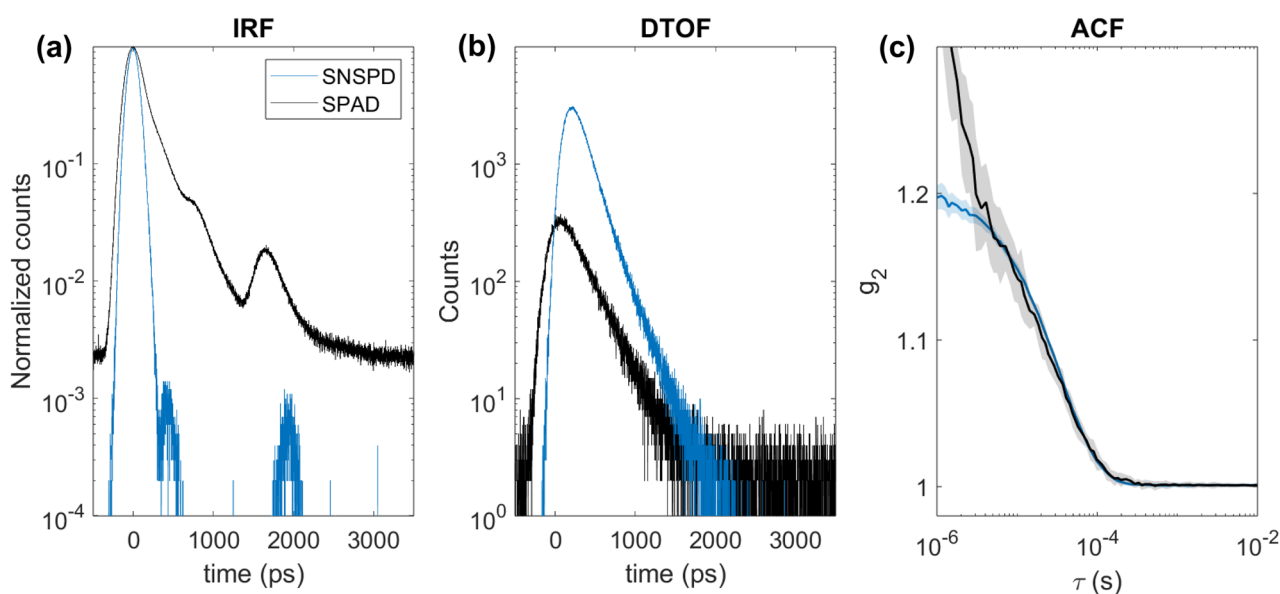 (a)
IRF
SNSPD
SPAD
Normalized counts
10^-1
10^-2
10^-3
10^-4
0
1000
2000
3000
time (ps)
(b)
DTOF
Counts
10^3
10^2
10^1
10^0
0
1000
2000
3000
time (ps)
(c)
ACF
g_2
1.2
1.1
1
10^-6
10^-4
10^-2
τ (s)